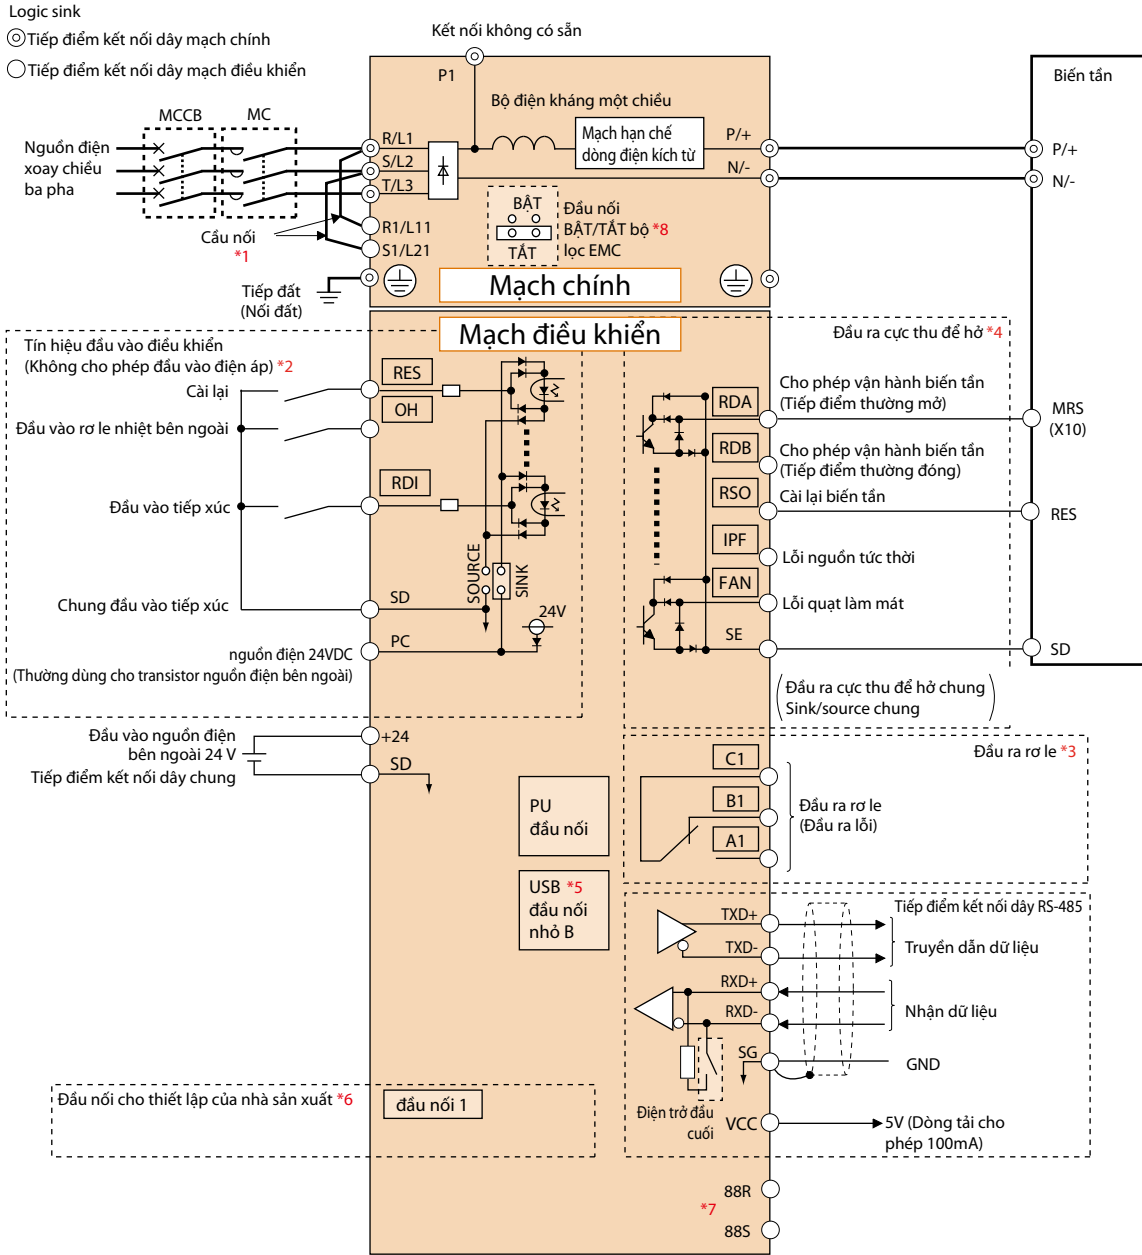 Logic sink
Tiếp điểm kết nối dây mạch chính
Tiếp điểm kết nối dây mạch điều khiển
Kết nối không có sẵn
P1
Biến tần
MCCB
MC
Bộ điện kháng một chiều
Nguồn điện
xoay chiều
ba pha
R/L1
S/L2
T/L3
Mạch hạn chế
dòng điện kích từ
P/+
N/-
P/+
N/-
R1/L11
S1/L21
Cầu nối
*1
BẬT
TẮT
Đầu nối
BẬT/TẮT bộ *8
lọc EMC
Tiếp đất
(Nối đất)
Mạch chính
Mạch điều khiển
Tín hiệu đầu vào điều khiển
(Không cho phép đầu vào điện áp) *2
Cài lại
RES
OH
Đầu vào rơ le nhiệt bên ngoài
RDI
Đầu vào tiếp xúc
SOURCE
SINK
Chung đầu vào tiếp xúc
SD
24V
nguồn điện 24VDC
PC
(Thường dùng cho transistor nguồn điện bên ngoài)
Đầu ra cực thu để hở *4
RDA
Cho phép vận hành biến tần
(Tiếp điểm thường mở)
MRS
(X10)
RDB
Cho phép vận hành biến tần
(Tiếp điểm thường đóng)
RSO
Cài lại biến tần
RES
IPF
Lỗi nguồn tức thời
FAN
Lỗi quạt làm mát
SE
SD
Đầu ra cực thu để hở chung
Sink/source chung
Đầu vào nguồn điện
bên ngoài 24 V
+24
Tiếp điểm kết nối dây chung
SD
Đầu ra rơ le *3
C1
B1
A1
Đầu ra rơ le
(Đầu ra lỗi)
PU
đầu nối
USB *5
đầu nối
nhỏ B
Tiếp điểm kết nối dây RS-485
TXD+
TXD-
Truyền dẫn dữ liệu
RXD+
RXD-
Nhận dữ liệu
SG
GND
Điện trở đầu
cuối
VCC
5V (Dòng tải cho
phép 100mA)
Đầu nối cho thiết lập của nhà sản xuất *6
đầu nối 1
88R
*7
88S